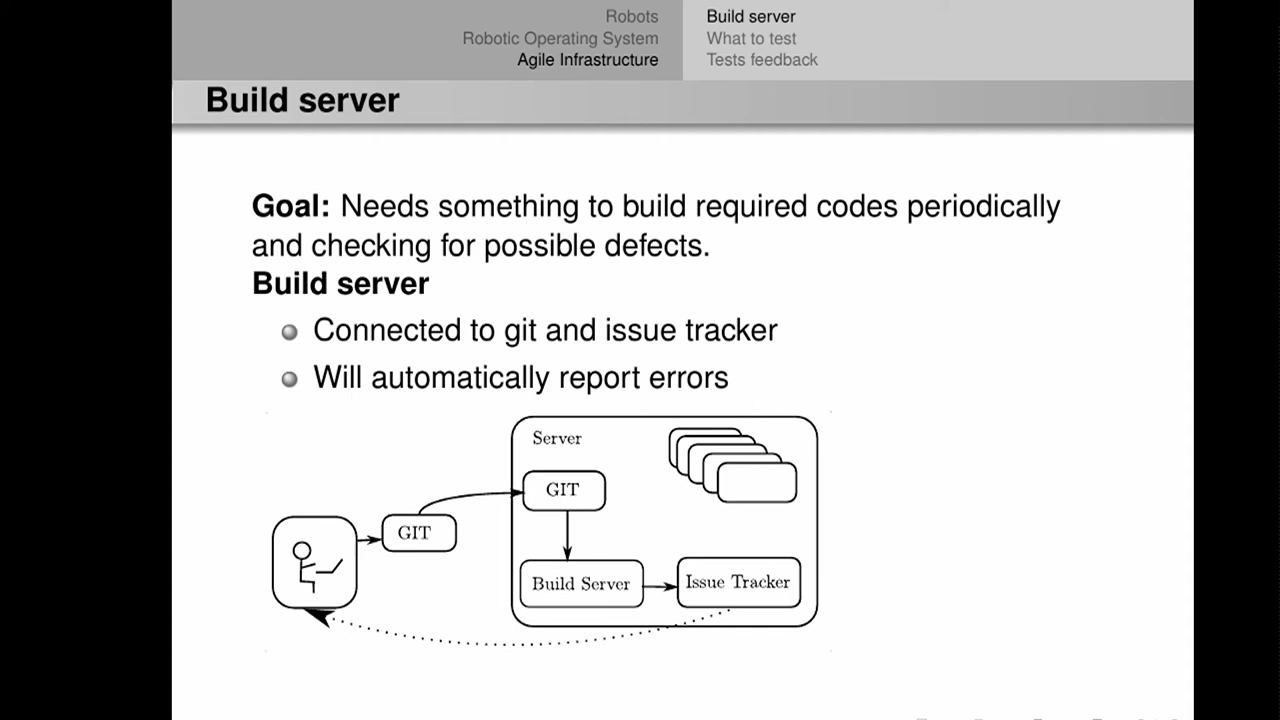 Robots
Robotic Operating System
Agile Infrastructure
Build server
What to test
Tests feedback
Build server
Goal: Needs something to build required codes periodically
and checking for possible defects.
Build server
Connected to git and issue tracker
Will automatically report errors
Server
GIT
GIT
Build Server
Issue Tracker